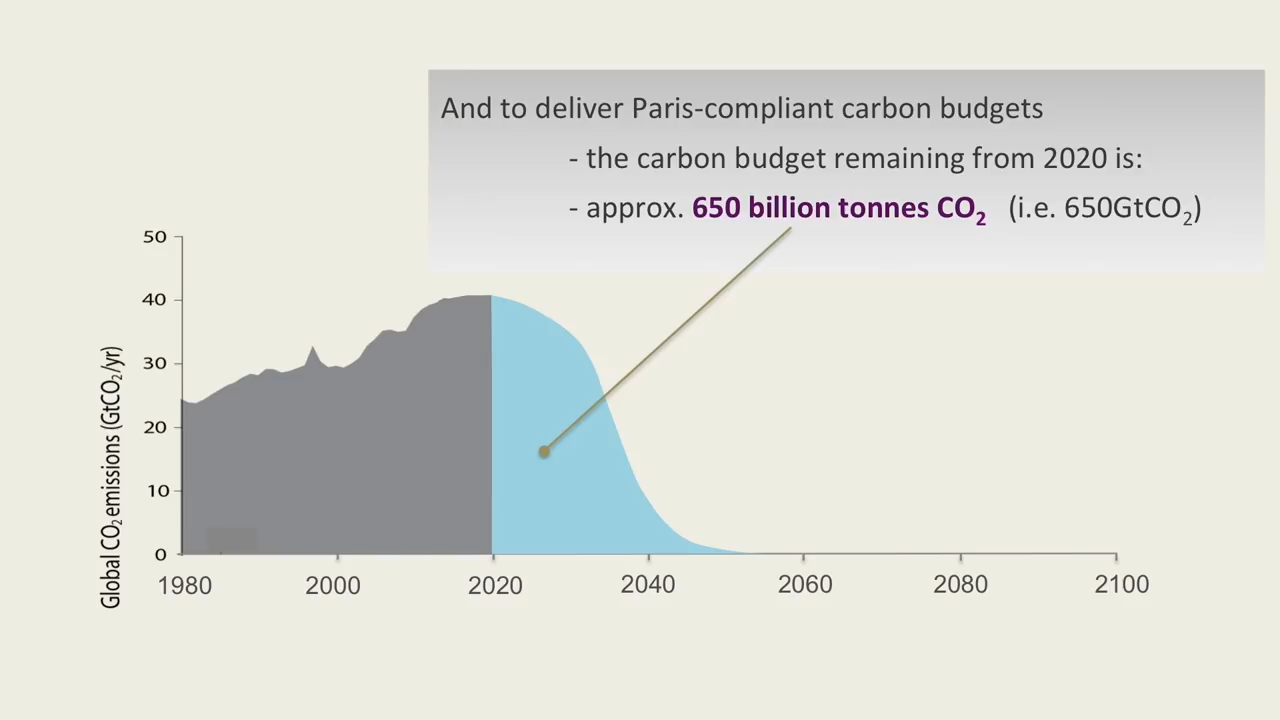 And to deliver Paris-compliant carbon budgets
- the carbon budget remaining from 2020 is:
- approx. 650 billion tonnes CO₂ (i.e. 650GtCO₂)
Global CO₂ emissions (GtCO₂/yr)
50
40
30
20
10
0
1980 2000 2020 2040 2060 2080 2100